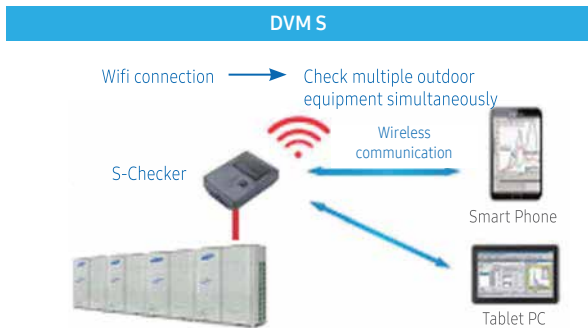 DVM S
Wifi connection
Check multiple outdoor
equipment simultaneously
Wireless
communication
S-Checker
Smart Phone
Tablet PC